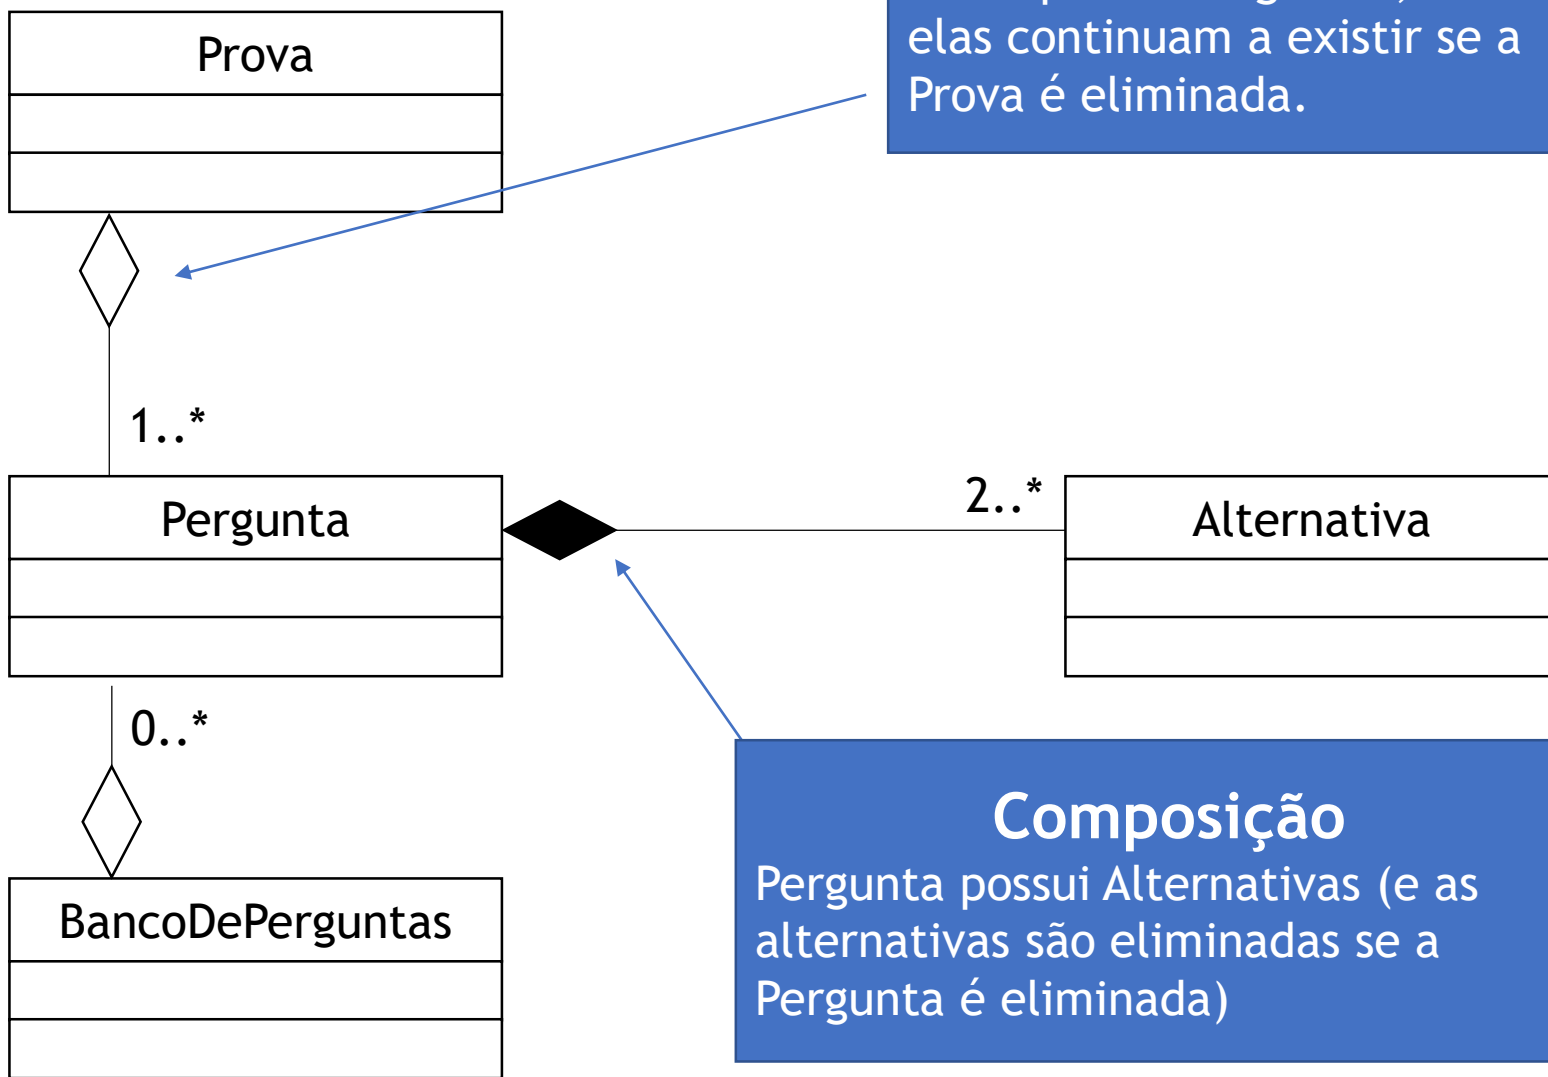 Prova
elas continuam a existir se a
Prova é eliminada.
1..*
Pergunta
2..*
Alternativa
0..*
BancoDePerguntas
Composição
Pergunta possui Alternativas (e as
alternativas são eliminadas se a
Pergunta é eliminada)